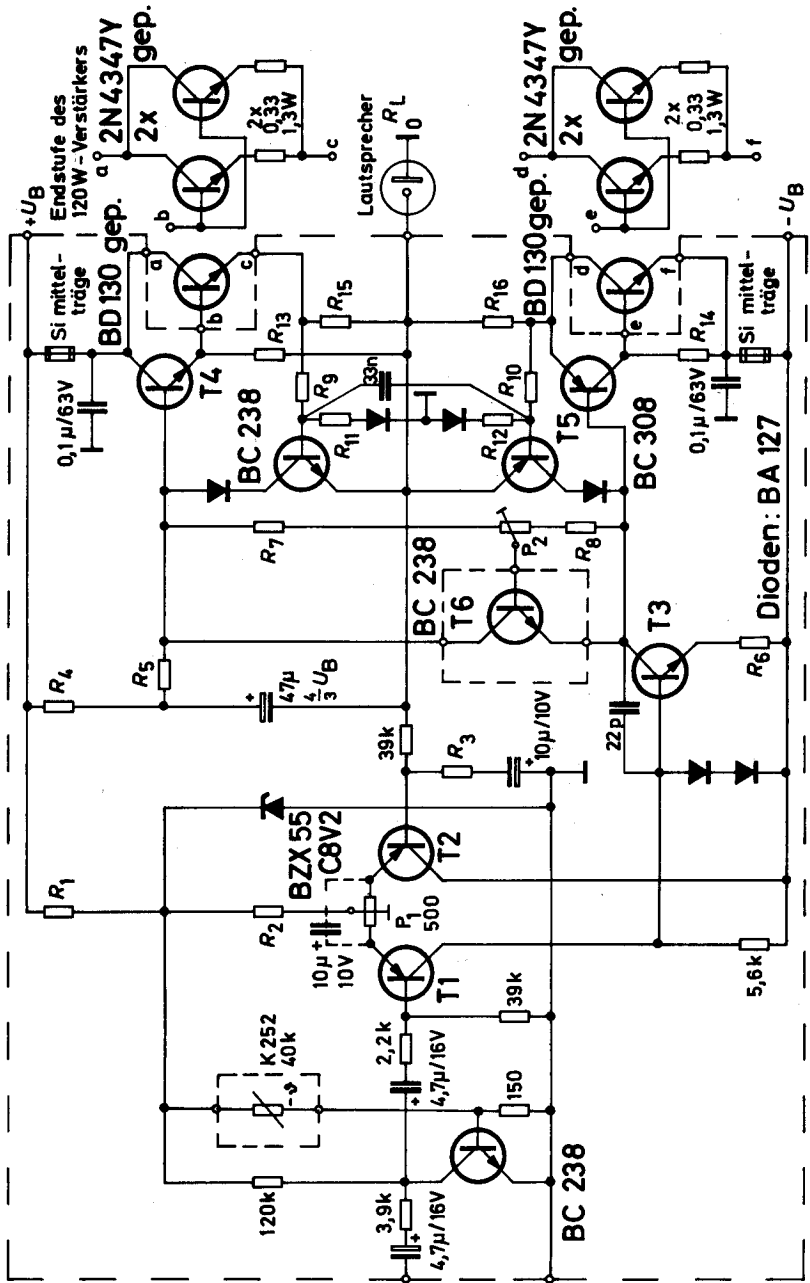 +U_B
R1
R4
Si mittel-
träge
0,1µ/63V
BD130 gep.
a
b
c
T4
R5
R13
BC 238
R7
R9
R15
R11
33n
R12
R10
R16
BZX 55
C8V2
R2
10µ +
10V
P1
500
T1
T2
K252
40k
-ϑ
120k
3,9k
4,7µ/16V
+
2,2k
4,7µ/16V
+
39k
150
BC 238
5,6k
+
47µ
4/3 U_B
39k
R3
+ 10µ/10V
BC 238
T6
P2
R8
T5
BC 308
BD130 gep.
d
e
f
R14
Si mittel-
träge
0,1µ/63V
22p
T3
R6
Dioden: BA 127
- U_B
Endstufe des
120W-Verstärkers
a
2N4347Y
2x
gep.
b
2x
0,33
1,3W
c
Lautsprecher
R_L
0
d
2N4347Y
2x
gep.
e
2x
0,33
1,3W
f